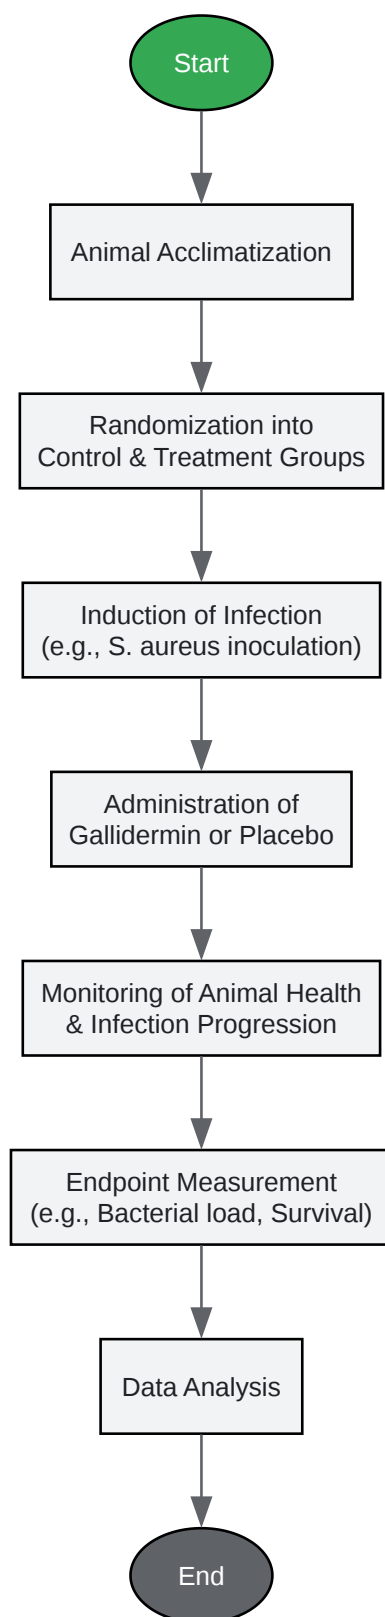 Start
Animal Acclimatization
Randomization into
Control & Treatment Groups
Induction of Infection
(e.g., S. aureus inoculation)
Administration of
Gallidermin or Placebo
Monitoring of Animal Health
& Infection Progression
Endpoint Measurement
(e.g., Bacterial load, Survival)
Data Analysis
End